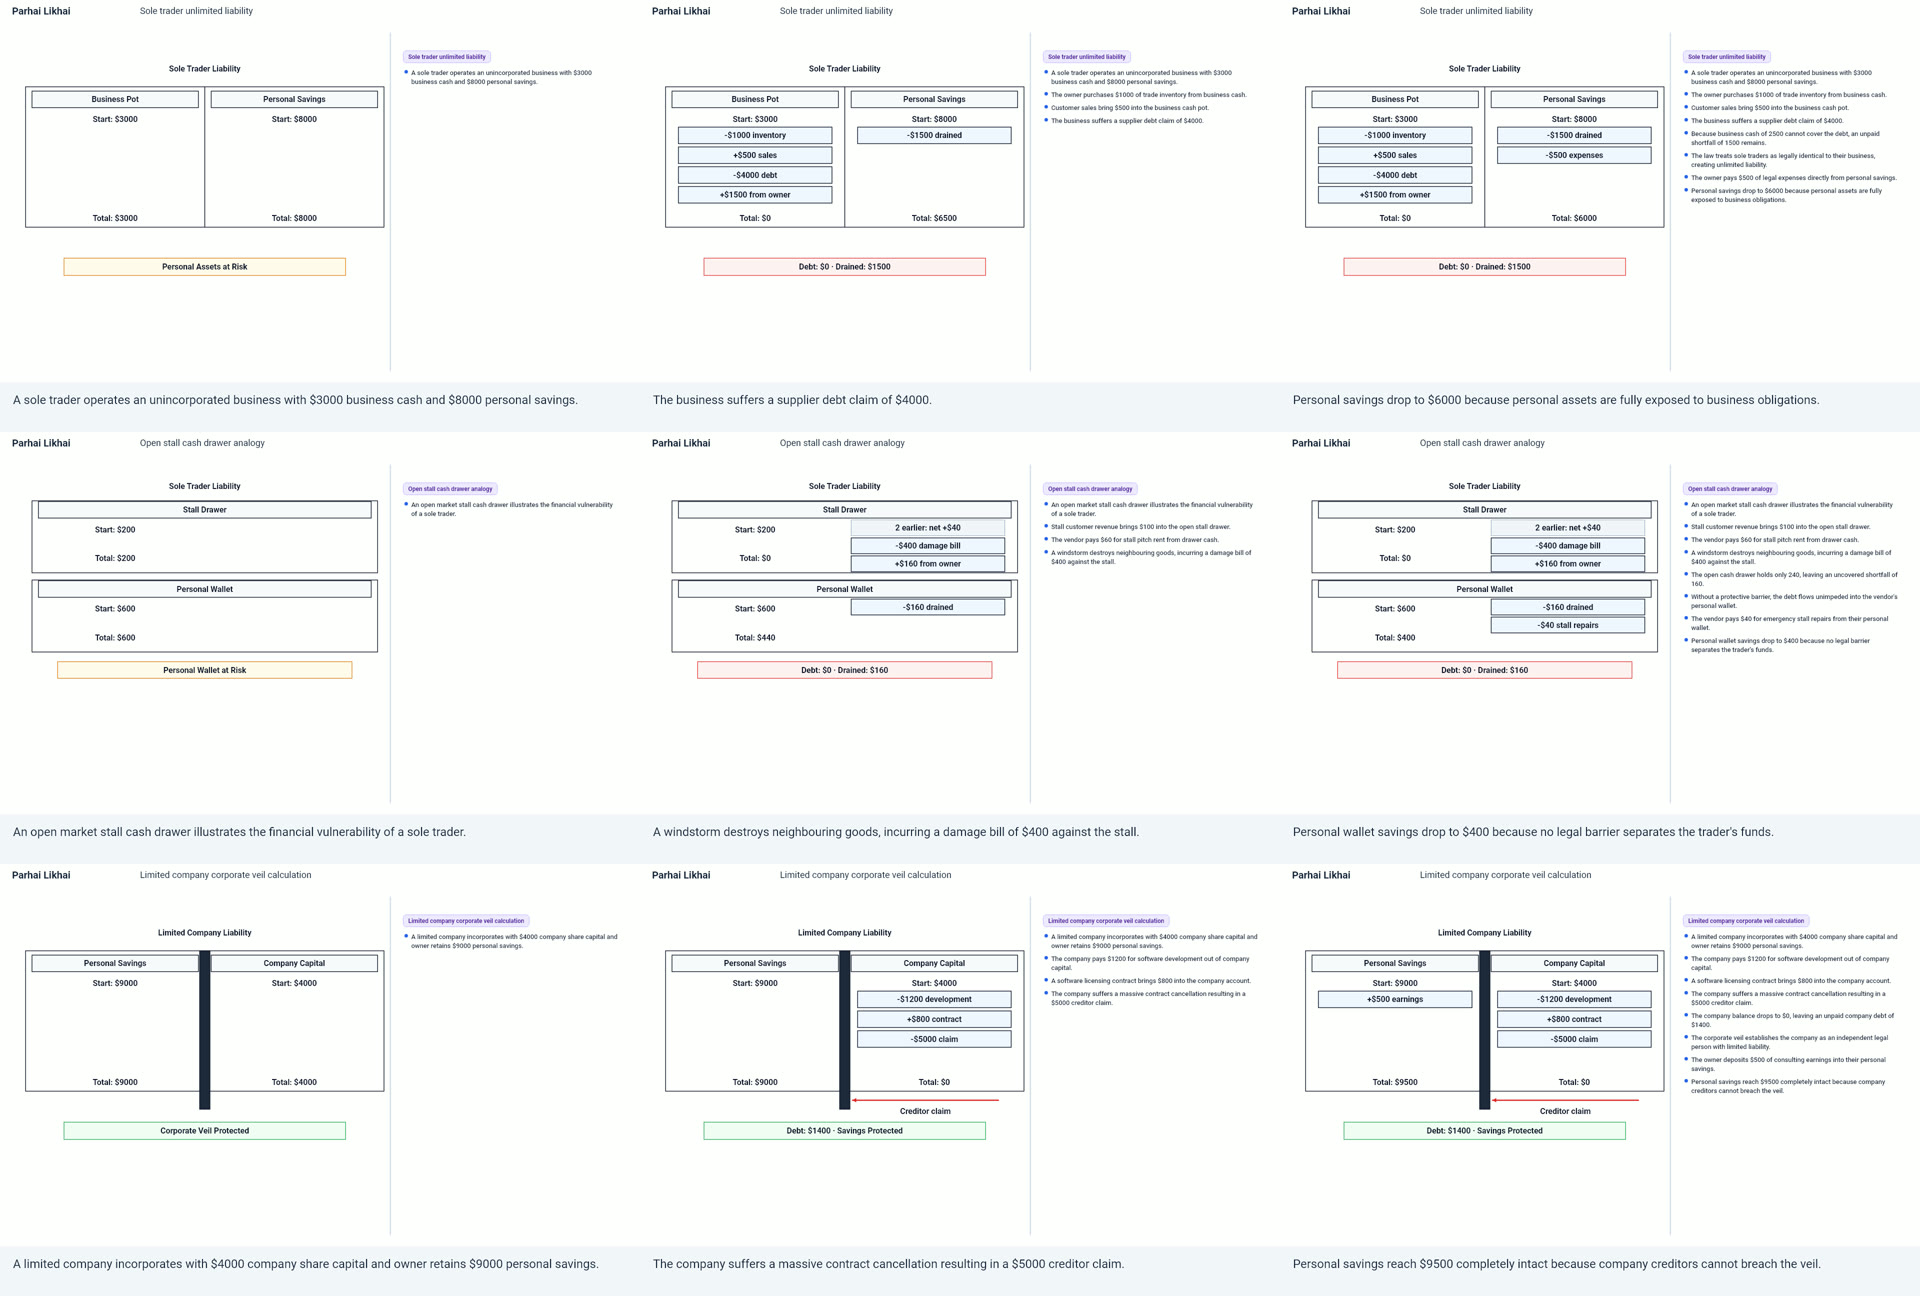 Parhai Likhai
Sole trader unlimited liability
Sole Trader Liability
Business Pot
Personal Savings
Start: $3000
Start: $8000
Total: $3000
Total: $8000
Personal Assets at Risk
Sole trader unlimited liability
A sole trader operates an unincorporated business with $3000
business cash and $8000 personal savings.
A sole trader operates an unincorporated business with $3000 business cash and $8000 personal savings.
Parhai Likhai
Sole trader unlimited liability
Sole Trader Liability
Business Pot
Personal Savings
Start: $3000
Start: $8000
-$1000 inventory
-$1500 drained
+$500 sales
-$4000 debt
+$1500 from owner
Total: $0
Total: $6500
Debt: $0 · Drained: $1500
Sole trader unlimited liability
A sole trader operates an unincorporated business with $3000
business cash and $8000 personal savings.
The owner purchases $1000 of trade inventory from business cash.
Customer sales bring $500 into the business cash pot.
The business suffers a supplier debt claim of $4000.
The business suffers a supplier debt claim of $4000.
Parhai Likhai
Sole trader unlimited liability
Sole Trader Liability
Business Pot
Personal Savings
Start: $3000
Start: $8000
-$1000 inventory
-$1500 drained
+$500 sales
-$500 expenses
-$4000 debt
+$1500 from owner
Total: $0
Total: $6000
Debt: $0 · Drained: $1500
Sole trader unlimited liability
A sole trader operates an unincorporated business with $3000
business cash and $8000 personal savings.
The owner purchases $1000 of trade inventory from business cash.
Customer sales bring $500 into the business cash pot.
The business suffers a supplier debt claim of $4000.
Because business cash of 2500 cannot cover the debt, an unpaid
shortfall of 1500 remains.
The law treats sole traders as legally identical to their business,
creating unlimited liability.
The owner pays $500 of legal expenses directly from personal savings.
Personal savings drop to $6000 because personal assets are fully
exposed to business obligations.
Personal savings drop to $6000 because personal assets are fully exposed to business obligations.
Parhai Likhai
Open stall cash drawer analogy
Sole Trader Liability
Stall Drawer
Start: $200
Total: $200
Personal Wallet
Start: $600
Total: $600
Personal Wallet at Risk
Open stall cash drawer analogy
An open market stall cash drawer illustrates the financial vulnerability
of a sole trader.
An open market stall cash drawer illustrates the financial vulnerability of a sole trader.
Parhai Likhai
Open stall cash drawer analogy
Sole Trader Liability
Stall Drawer
Start: $200
2 earlier: net +$40
-$400 damage bill
Total: $0
+$160 from owner
Personal Wallet
Start: $600
-$160 drained
Total: $440
Debt: $0 · Drained: $160
Open stall cash drawer analogy
An open market stall cash drawer illustrates the financial vulnerability
of a sole trader.
Stall customer revenue brings $100 into the open stall drawer.
The vendor pays $60 for stall pitch rent from drawer cash.
A windstorm destroys neighbouring goods, incurring a damage bill of
$400 against the stall.
A windstorm destroys neighbouring goods, incurring a damage bill of $400 against the stall.
Parhai Likhai
Open stall cash drawer analogy
Sole Trader Liability
Stall Drawer
Start: $200
2 earlier: net +$40
-$400 damage bill
Total: $0
+$160 from owner
Personal Wallet
Start: $600
-$160 drained
-$40 stall repairs
Total: $400
Debt: $0 · Drained: $160
Open stall cash drawer analogy
An open market stall cash drawer illustrates the financial vulnerability
of a sole trader.
Stall customer revenue brings $100 into the open stall drawer.
The vendor pays $60 for stall pitch rent from drawer cash.
A windstorm destroys neighbouring goods, incurring a damage bill of
$400 against the stall.
The open cash drawer holds only 240, leaving an uncovered shortfall of
160.
Without a protective barrier, the debt flows unimpeded into the vendor's
personal wallet.
The vendor pays $40 for emergency stall repairs from their personal
wallet.
Personal wallet savings drop to $400 because no legal barrier
separates the trader's funds.
Personal wallet savings drop to $400 because no legal barrier separates the trader's funds.
Parhai Likhai
Limited company corporate veil calculation
Limited Company Liability
Personal Savings
Company Capital
Start: $9000
Start: $4000
Total: $9000
Total: $4000
Corporate Veil Protected
Limited company corporate veil calculation
A limited company incorporates with $4000 company share capital and
owner retains $9000 personal savings.
A limited company incorporates with $4000 company share capital and owner retains $9000 personal savings.
Parhai Likhai
Limited company corporate veil calculation
Limited Company Liability
Personal Savings
Company Capital
Start: $9000
Start: $4000
-$1200 development
+$800 contract
-$5000 claim
Total: $9000
Total: $0
Creditor claim
Debt: $1400 · Savings Protected
Limited company corporate veil calculation
A limited company incorporates with $4000 company share capital and
owner retains $9000 personal savings.
The company pays $1200 for software development out of company
capital.
A software licensing contract brings $800 into the company account.
The company suffers a massive contract cancellation resulting in a
$5000 creditor claim.
The company suffers a massive contract cancellation resulting in a $5000 creditor claim.
Parhai Likhai
Limited company corporate veil calculation
Limited Company Liability
Personal Savings
Company Capital
Start: $9000
Start: $4000
+$500 earnings
-$1200 development
+$800 contract
-$5000 claim
Total: $9500
Total: $0
Creditor claim
Debt: $1400 · Savings Protected
Limited company corporate veil calculation
A limited company incorporates with $4000 company share capital and
owner retains $9000 personal savings.
The company pays $1200 for software development out of company
capital.
A software licensing contract brings $800 into the company account.
The company suffers a massive contract cancellation resulting in a
$5000 creditor claim.
The company balance drops to $0, leaving an unpaid company debt of
$1400.
The corporate veil establishes the company as an independent legal
person with limited liability.
The owner deposits $500 of consulting earnings into their personal
savings.
Personal savings reach $9500 completely intact because company
creditors cannot breach the veil.
Personal savings reach $9500 completely intact because company creditors cannot breach the veil.